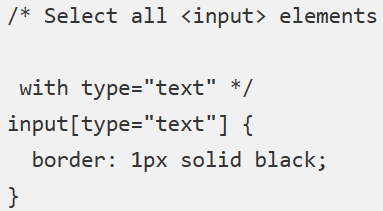 /* Select all <input> elements
with type="text" */
input[type="text"] {
border: 1px solid black;
}